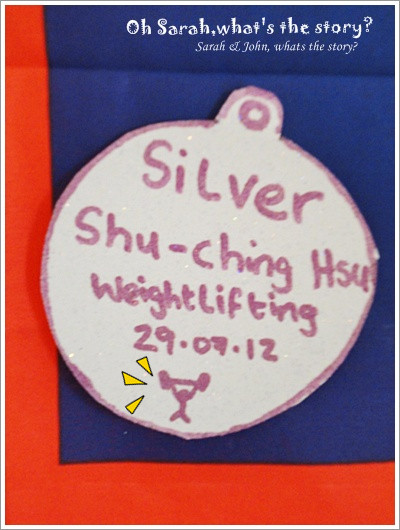 Oh Sarah,what's the story?
Sarah & John, whats the story?
Silver
Shu-Ching Hsu
Weightlifting
29.07.12